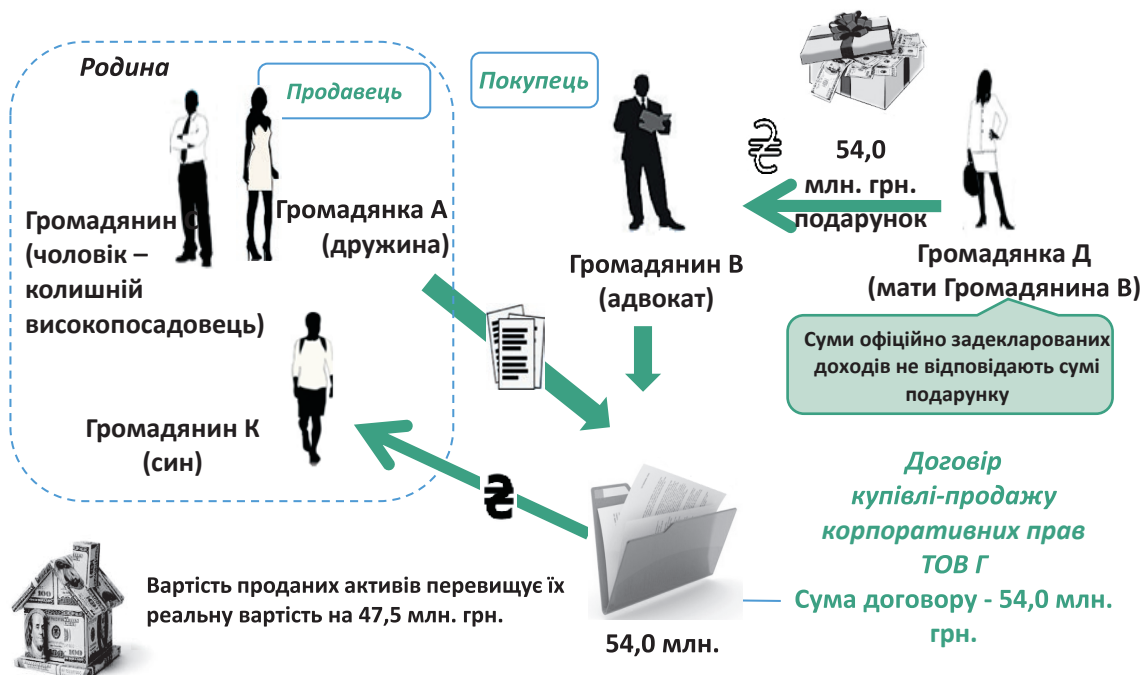 Родина
Продавець
Покупець
54,0
млн. грн.
подарунок
Громадянин С
(чоловік –
колишній
високопосадовець)
Громадянка А
(дружина)
Громадянин В
(адвокат)
Громадянка Д
(мати Громадянина В)
Суми офіційно задекларованих
доходів не відповідають сумі
подарунку
Громадянин К
(син)
₴
Договір
купівлі-продажу
корпоративних прав
ТОВ Г
Сума договору - 54,0 млн.
грн.
Вартість проданих активів перевищує їх
реальну вартість на 47,5 млн. грн.
54,0 млн.